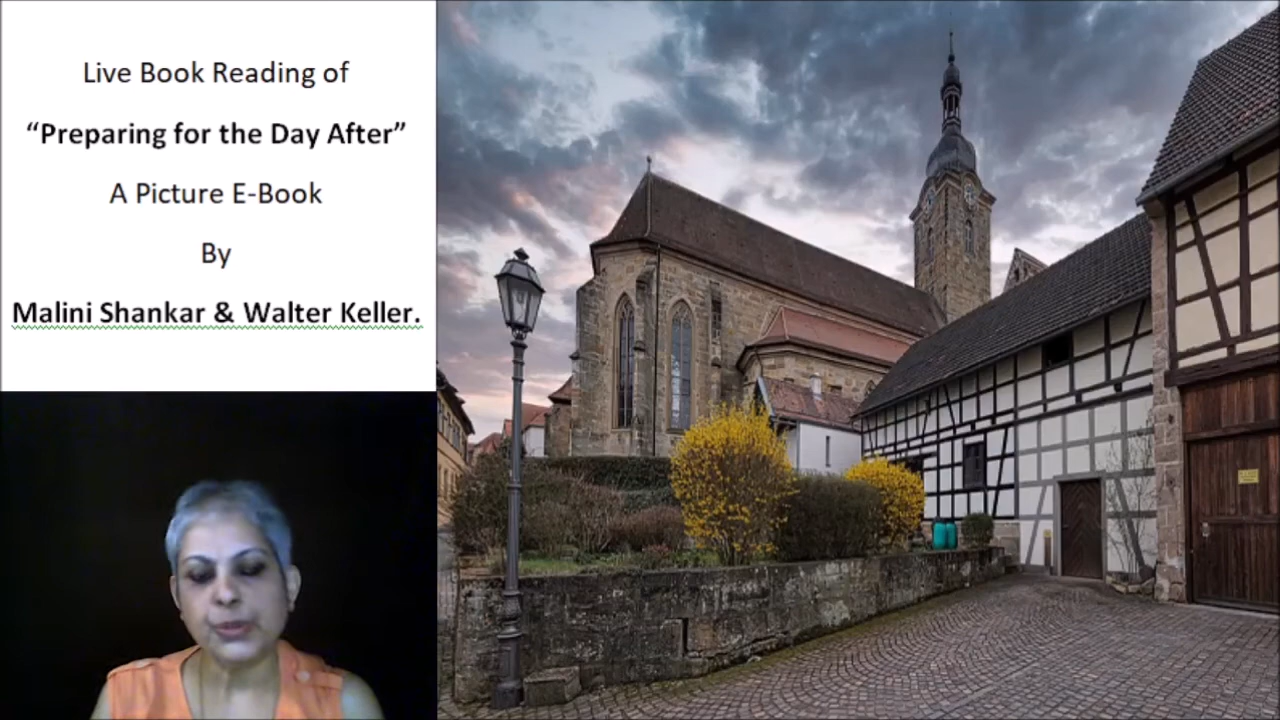 Live Book Reading of
“Preparing for the Day After”
A Picture E-Book
By
Malini Shankar & Walter Keller.